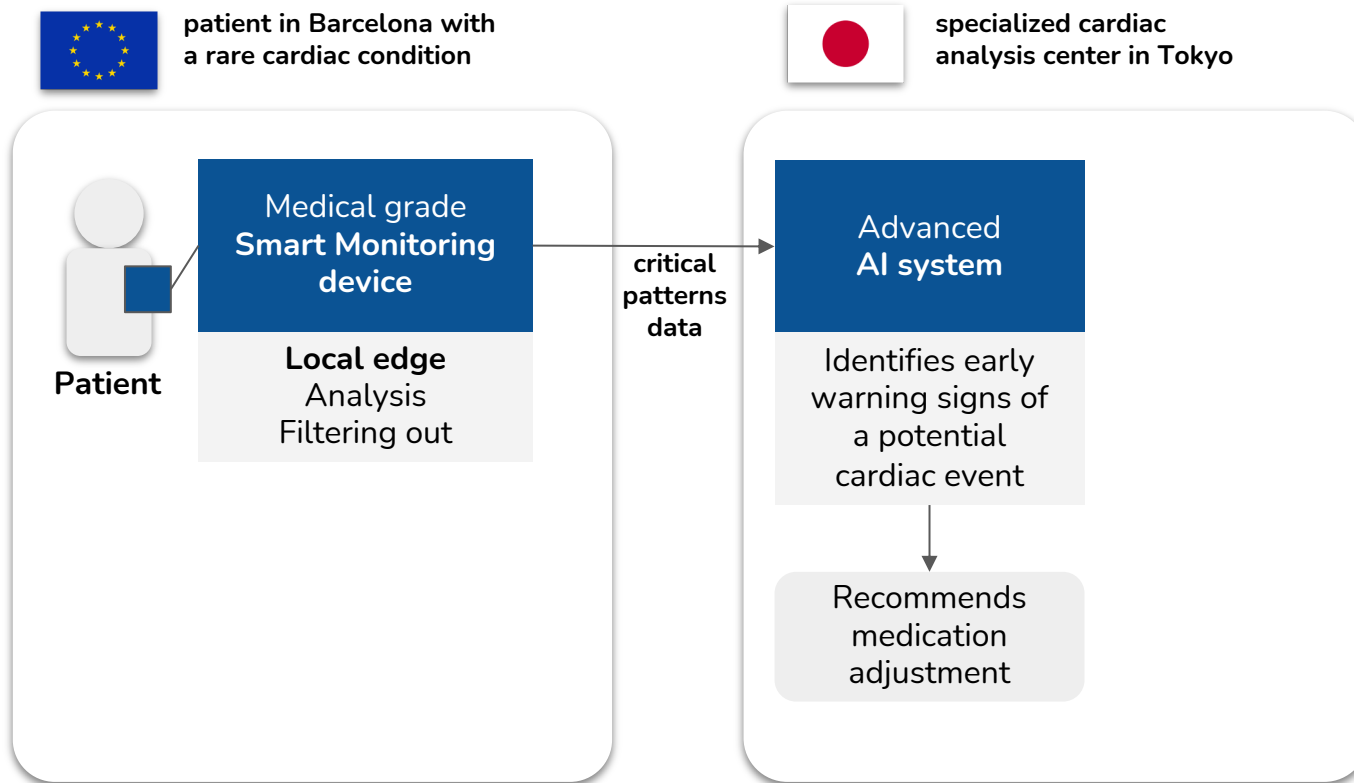 patient in Barcelona with
a rare cardiac condition
specialized cardiac
analysis center in Tokyo
Patient
Medical grade
Smart Monitoring
device
Local edge
Analysis
Filtering out
critical
patterns
data
Advanced
AI system
Identifies early
warning signs of
a potential
cardiac event
Recommends
medication
adjustment